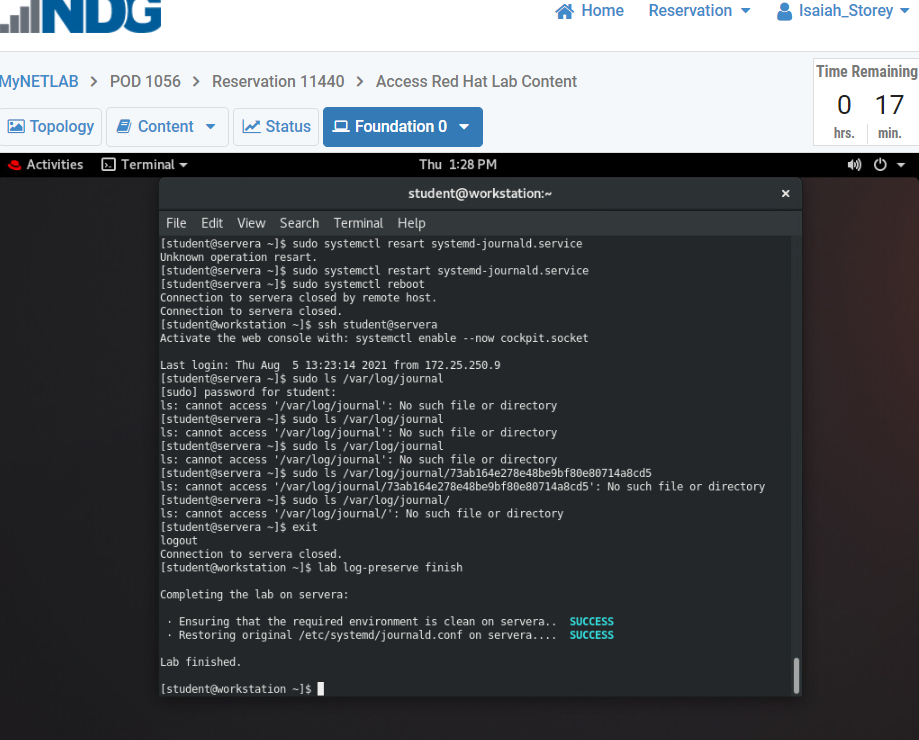 NDG
Home Reservation Isaiah_Storey
MyNETLAB > POD 1056 > Reservation 11440 > Access Red Hat Lab Content
Time Remaining
0 17
hrs. min.
Topology Content Status Foundation 0
Activities Terminal Thu 1:28 PM
student@workstation:~ ×
File Edit View Search Terminal Help
[student@servera ~]$ sudo systemctl resart systemd-journald.service
Unknown operation resart.
[student@servera ~]$ sudo systemctl restart systemd-journald.service
[student@servera ~]$ sudo systemctl reboot
Connection to servera closed by remote host.
Connection to servera closed.
[student@workstation ~]$ ssh student@servera
Activate the web console with: systemctl enable --now cockpit.socket
Last login: Thu Aug  5 13:23:14 2021 from 172.25.250.9
[student@servera ~]$ sudo ls /var/log/journal
[sudo] password for student:
ls: cannot access '/var/log/journal': No such file or directory
[student@servera ~]$ sudo ls /var/log/journal
ls: cannot access '/var/log/journal': No such file or directory
[student@servera ~]$ sudo ls /var/log/journal
ls: cannot access '/var/log/journal': No such file or directory
[student@servera ~]$ sudo ls /var/log/journal/73ab164e278e48be9bf80e80714a8cd5
ls: cannot access '/var/log/journal/73ab164e278e48be9bf80e80714a8cd5': No such file or directory
[student@servera ~]$ sudo ls /var/log/journal/
ls: cannot access '/var/log/journal/': No such file or directory
[student@servera ~]$ exit
logout
Connection to servera closed.
[student@workstation ~]$ lab log-preserve finish
Completing the lab on servera:
· Ensuring that the required environment is clean on servera..  SUCCESS
· Restoring original /etc/systemd/journald.conf on servera....  SUCCESS
Lab finished.
[student@workstation ~]$